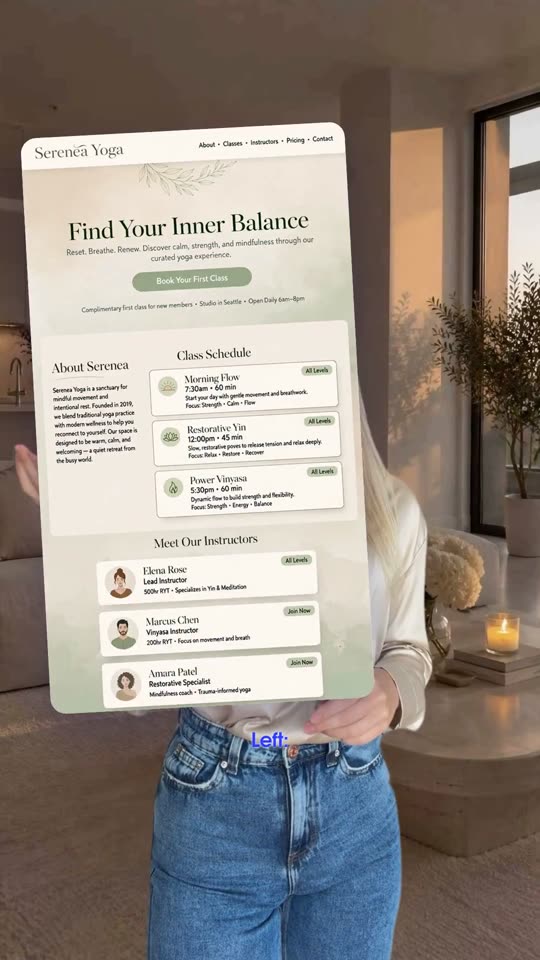 Serenea Yoga
About • Classes • Instructors • Pricing • Contact
Find Your Inner Balance
Reset. Breathe. Renew. Discover calm, strength, and mindfulness through our
curated yoga experience.
Book Your First Class
Complimentary first class for new members • Studio in Seattle • Open Daily 6am–8pm
About Serenea
Serenea Yoga is a sanctuary for
mindful movement and
intentional rest. Founded in 2019,
we blend traditional yoga practice
with modern wellness to help you
reconnect to yourself. Our space is
designed to be warm, calm, and
welcoming — a quiet retreat from
the busy world.
Class Schedule
Morning Flow
All Levels
7:30am • 60 min
Start your day with gentle movement and breathwork.
Focus: Strength • Calm • Flow
Restorative Yin
All Levels
12:00pm • 45 min
Slow, restorative poses to release tension and relax deeply.
Focus: Relax • Restore • Recover
Power Vinyasa
All Levels
5:30pm • 60 min
Dynamic flow to build strength and flexibility.
Focus: Strength • Energy • Balance
Meet Our Instructors
Elena Rose
All Levels
Lead Instructor
500hr RYT • Specializes in Yin & Meditation
Marcus Chen
Join Now
Vinyasa Instructor
200hr RYT • Focus on movement and breath
Amara Patel
Join Now
Restorative Specialist
Mindfulness coach • Trauma-informed yoga
Left: